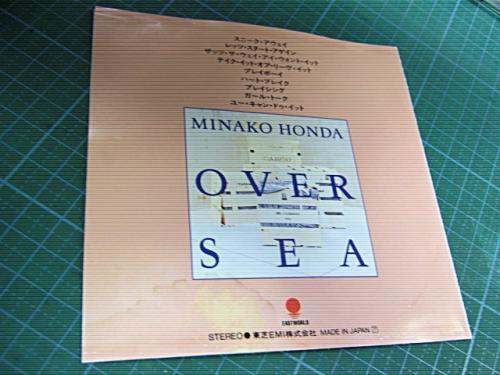 スニーク・アウェイ
レッツ・スタート・アゲイン
ザッツ・ザ・ウェイ・アイ・ウォント・イット
テイク・イット・オア・リーヴ・イット
プレイボーイ
ハート・ブレイク
プレイシング
ガール・トーク
ユー・キャン・ドゥ・イット
MINAKO HONDA
CARGO
OVER
SEA
EASTWORLD
STEREO● 東芝EMI株式会社 MADE IN JAPAN